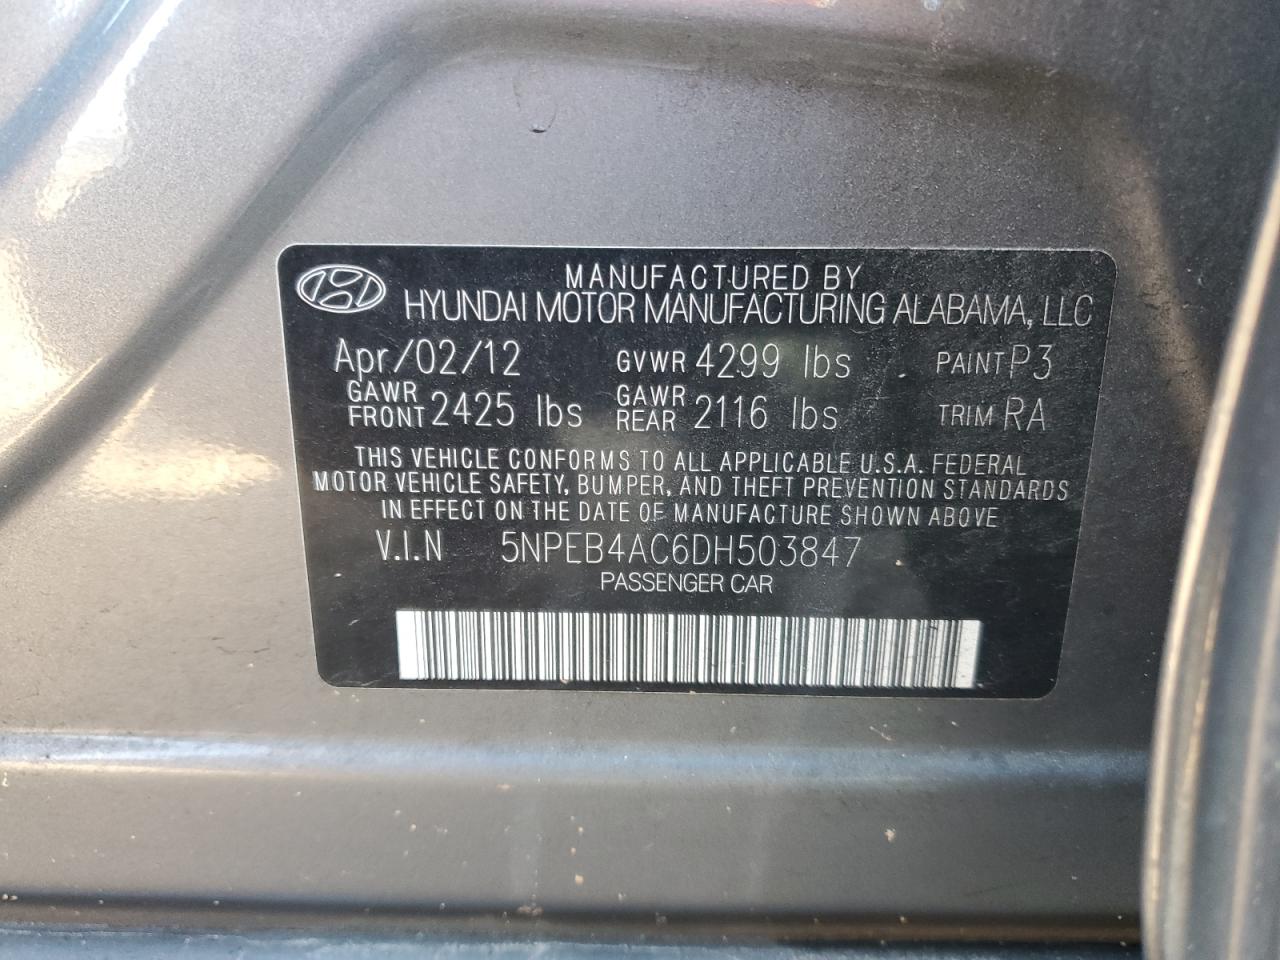 MANUFACTURED BY
HYUNDAI MOTOR MANUFACTURING ALABAMA, LLC
Apr/02/12 GVWR 4299 lbs PAINT P3
GAWR FRONT 2425 lbs GAWR REAR 2116 lbs TRIM RA
THIS VEHICLE CONFORMS TO ALL APPLICABLE U.S.A. FEDERAL
MOTOR VEHICLE SAFETY, BUMPER, AND THEFT PREVENTION STANDARDS
IN EFFECT ON THE DATE OF MANUFACTURE SHOWN ABOVE
V.I.N 5NPEB4AC6DH503847
PASSENGER CAR